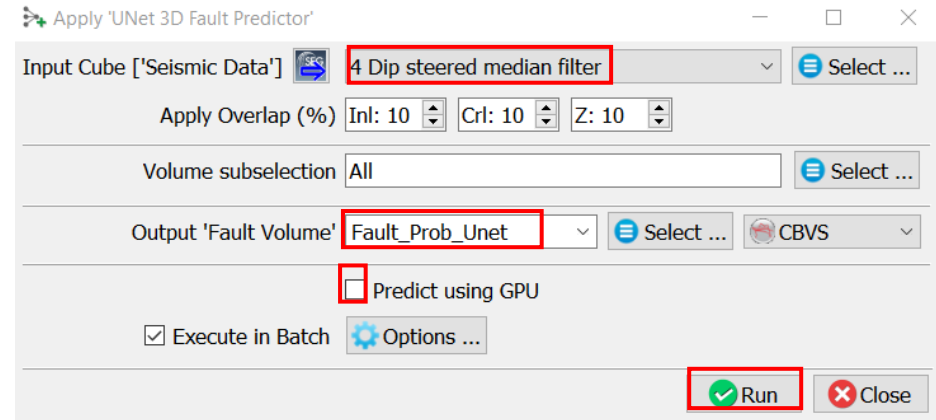 Apply 'UNet 3D Fault Predictor'
Input Cube ['Seismic Data'] SEG 4 Dip steered median filter Select ...
Apply Overlap (%) Inl: 10 Crl: 10 Z: 10
Volume subselection All Select ...
Output 'Fault Volume' Fault_Prob_Unet Select ... CBVS
Predict using GPU
Execute in Batch Options ...
Run Close